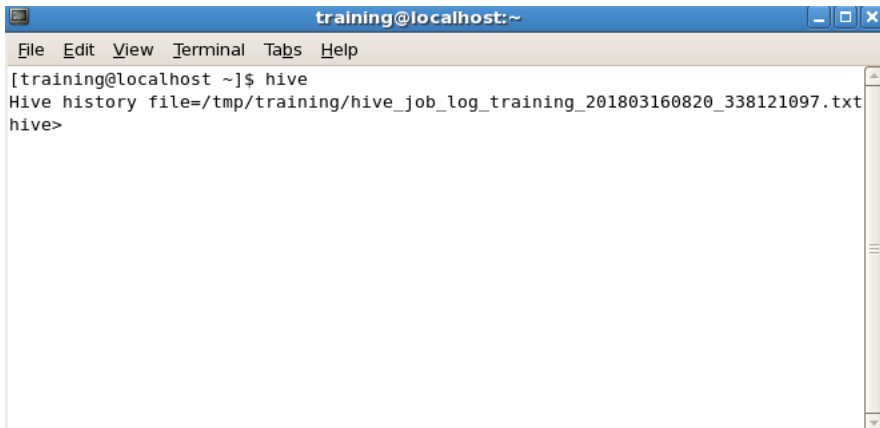 training@localhost:~
File Edit View Terminal Tabs Help
[training@localhost ~]$ hive
Hive history file=/tmp/training/hive_job_log_training_201803160820_338121097.txt
hive>